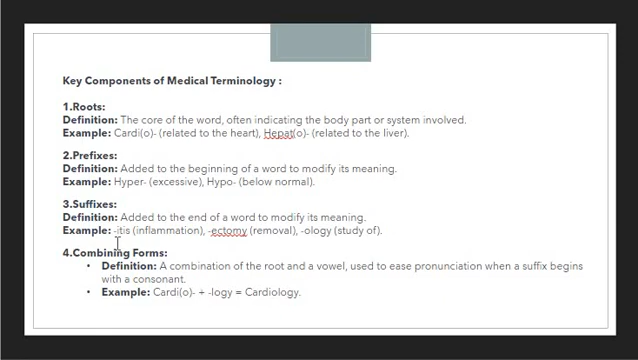 Key Components of Medical Terminology :
1.Roots:
Definition: The core of the word, often indicating the body part or system involved.
Example: Cardi(o)- (related to the heart), Hepat(o)- (related to the liver).
2.Prefixes:
Definition: Added to the beginning of a word to modify its meaning.
Example: Hyper- (excessive), Hypo- (below normal).
3.Suffixes:
Definition: Added to the end of a word to modify its meaning.
Example: -itis (inflammation), -ectomy (removal), -ology (study of).
4.Combining Forms:
• Definition: A combination of the root and a vowel, used to ease pronunciation when a suffix begins
with a consonant.
• Example: Cardi(o)- + -logy = Cardiology.